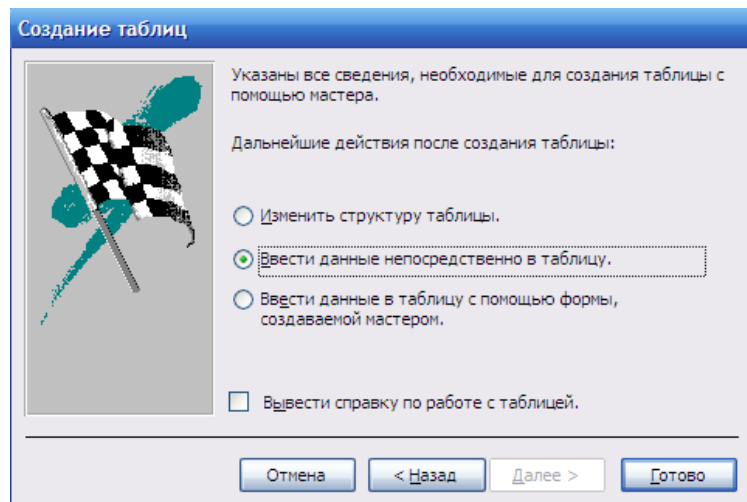 Создание таблиц
Указаны все сведения, необходимые для создания таблицы с
помощью мастера.
Дальнейшие действия после создания таблицы:
Изменить структуру таблицы.
Ввести данные непосредственно в таблицу.
Ввести данные в таблицу с помощью формы,
создаваемой мастером.
Вывести справку по работе с таблицей.
Отмена
< Назад
Далее >
Готово